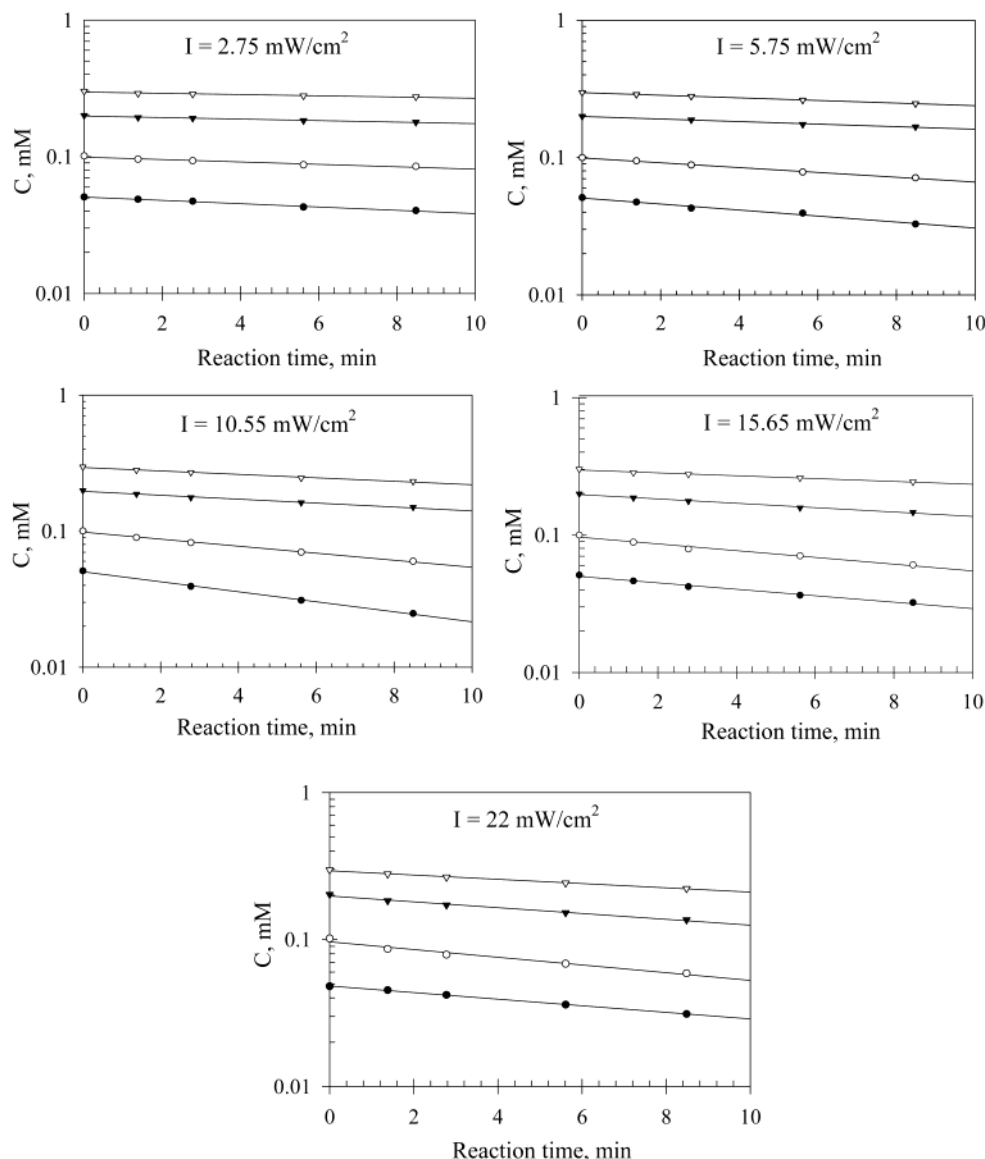 I = 2.75 mW/cm²
1
0.1
0.01
C, mM
0 2 4 6 8 10
Reaction time, min
I = 5.75 mW/cm²
1
0.1
0.01
C, mM
0 2 4 6 8 10
Reaction time, min
I = 10.55 mW/cm²
1
0.1
0.01
C, mM
0 2 4 6 8 10
Reaction time, min
I = 15.65 mW/cm²
1
0.1
0.01
C, mM
0 2 4 6 8 10
Reaction time, min
I = 22 mW/cm²
1
0.1
0.01
C, mM
0 2 4 6 8 10
Reaction time, min